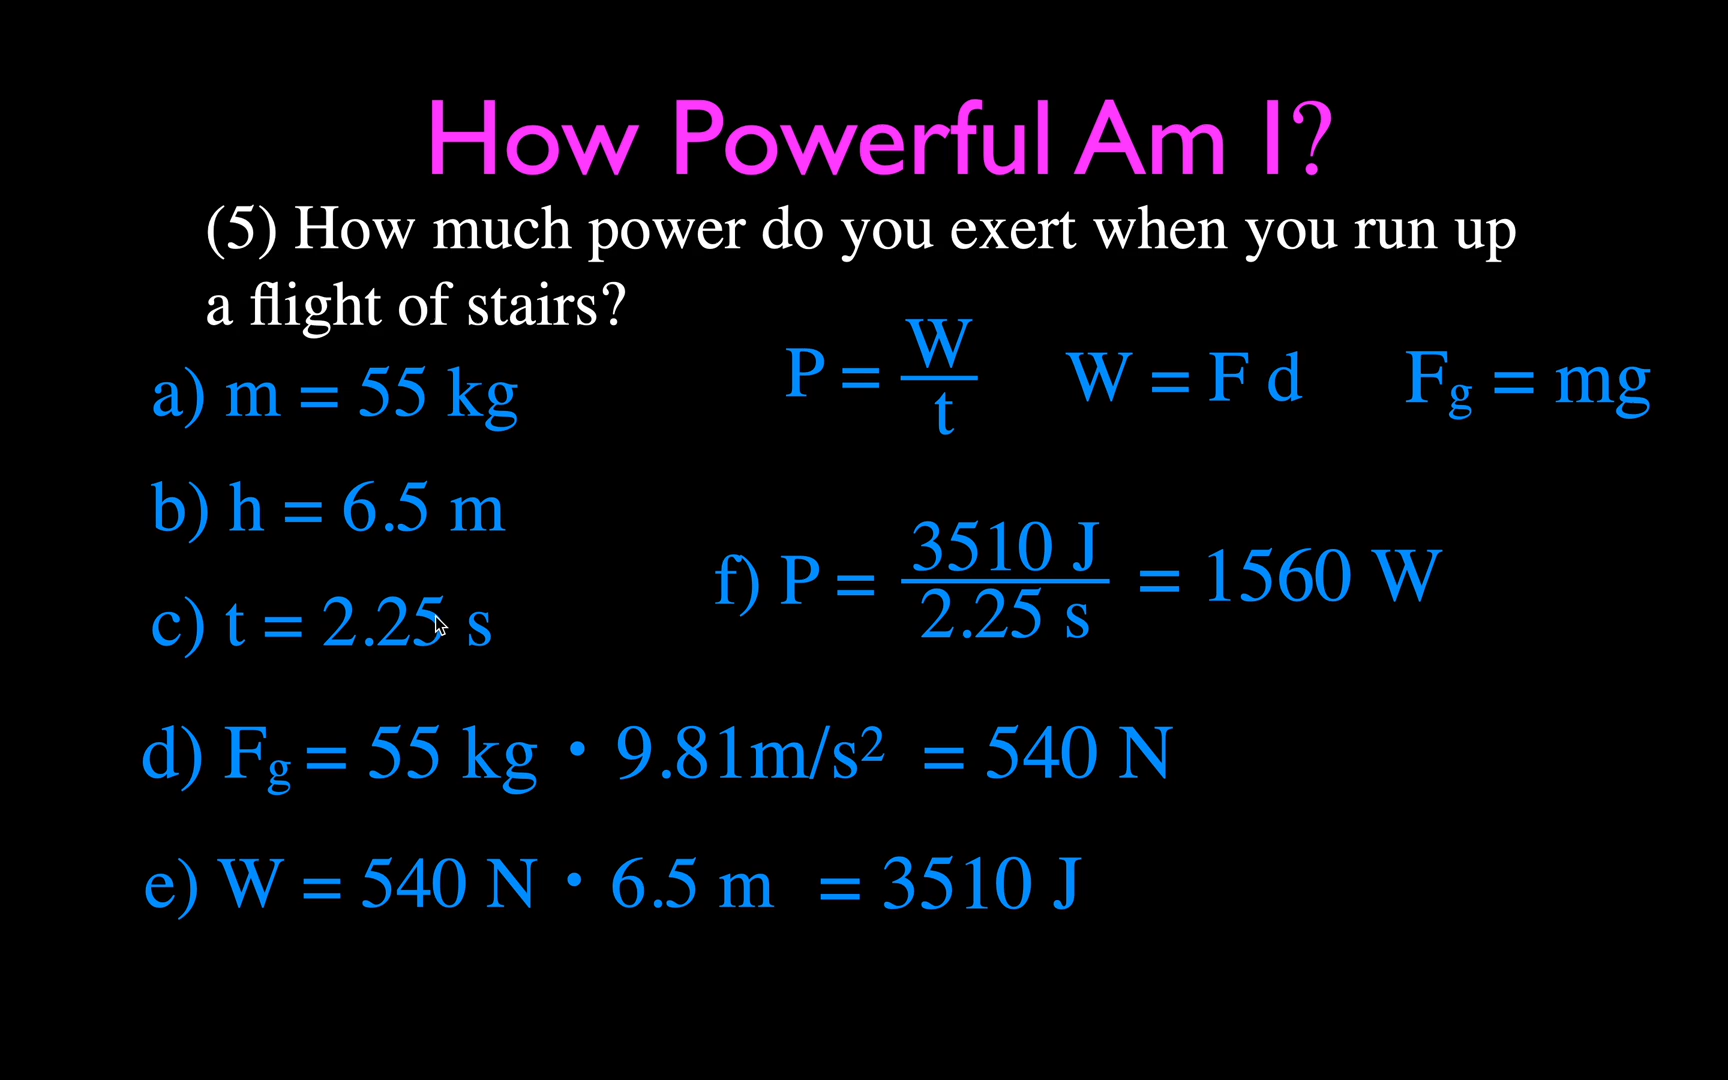 How Powerful Am I?
(5) How much power do you exert when you run up
a flight of stairs?
P = W/t W = F d F_g = mg
a) m = 55 kg
b) h = 6.5 m
f) P = 3510 J / 2.25 s = 1560 W
c) t = 2.25 s
d) F_g = 55 kg · 9.81m/s² = 540 N
e) W = 540 N · 6.5 m = 3510 J